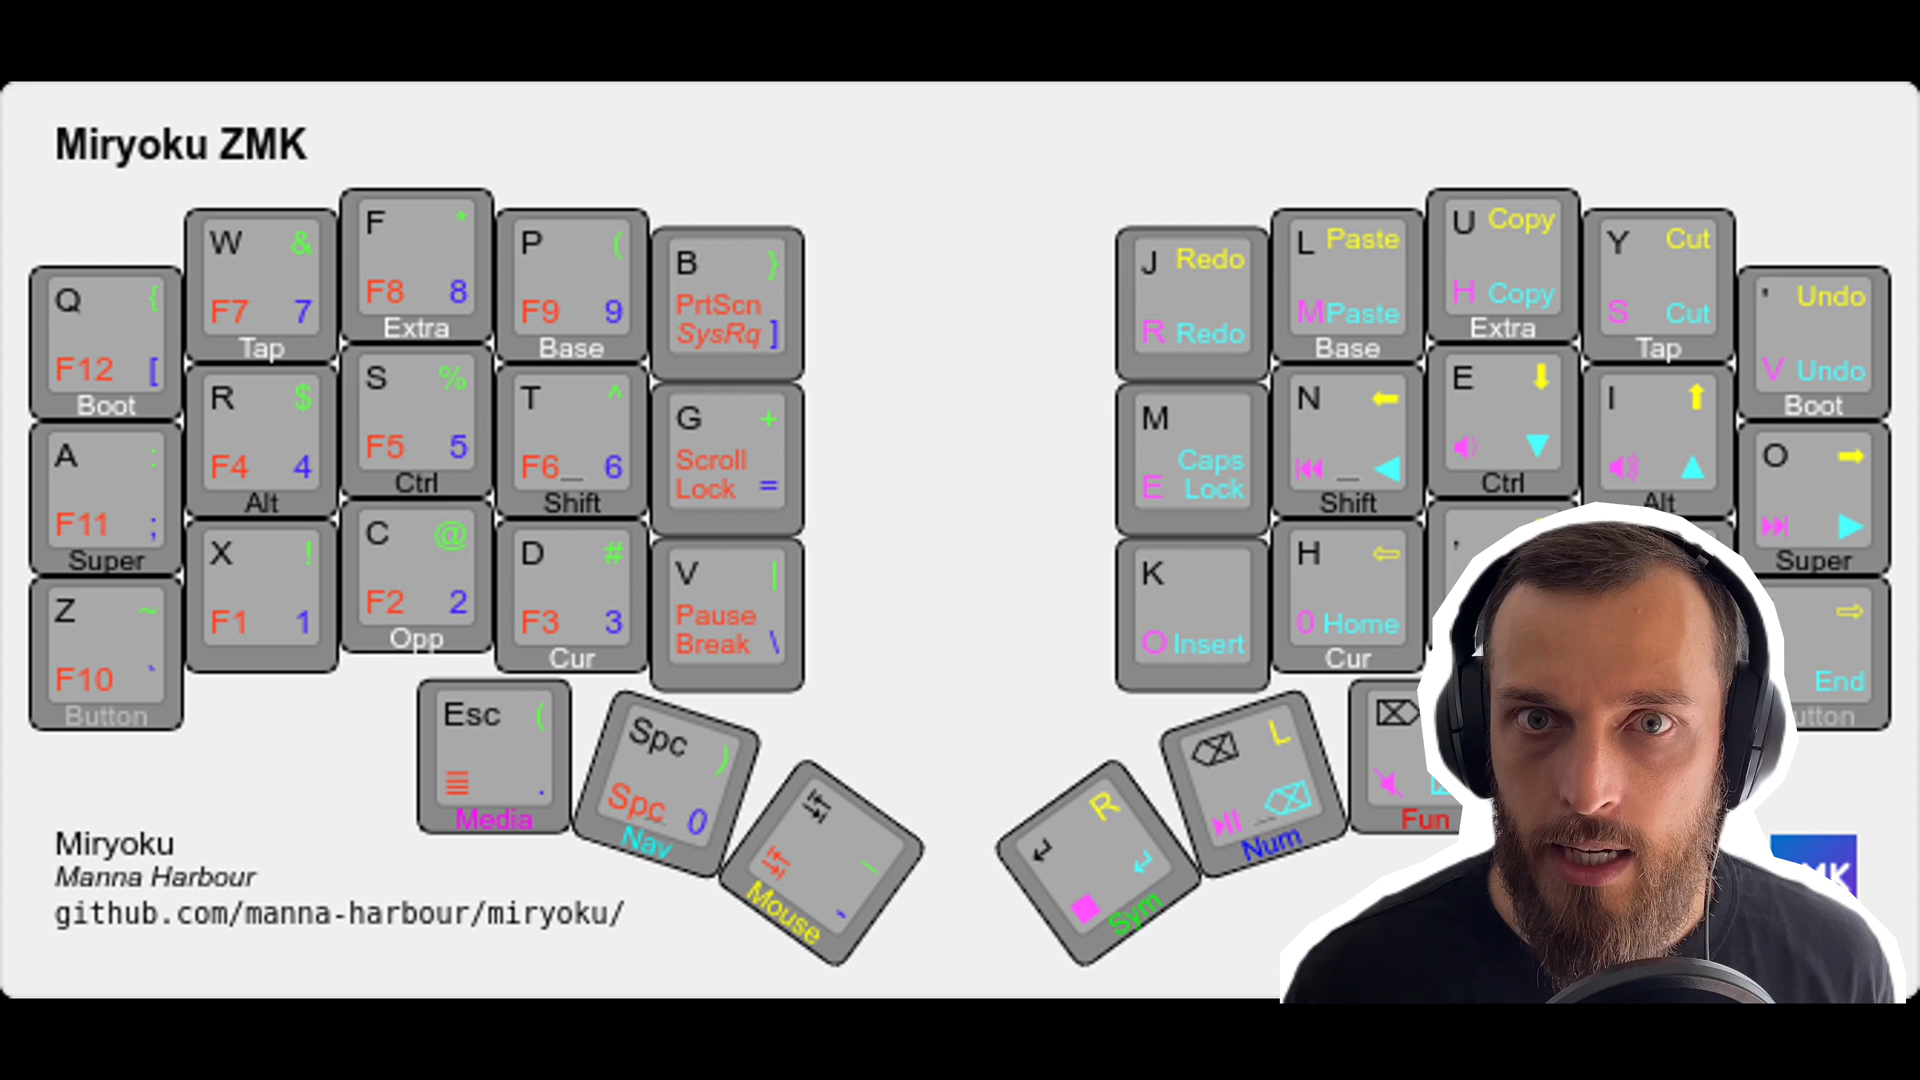 Miryoku ZMK
Q {
F12 [
Boot
W &
F7 7
Tap
F *
F8 8
Extra
P (
F9 9
Base
B }
PrtScn
SysRq ]
J Redo
R Redo
L Paste
M Paste
Base
U Copy
H Copy
Extra
Y Cut
S Cut
Tap
' Undo
V Undo
Boot
A :
F11 ;
Super
R $
F4 4
Alt
S %
F5 5
Ctrl
T ^
F6 _ 6
Shift
G +
Scroll
Lock =
M
Caps
E Lock
N
_
Shift
E
Ctrl
I
Alt
O
Super
Z ~
F10 `
Button
X !
F1 1
C @
F2 2
Opp
D #
F3 3
Cur
V |
Pause
Break \
K
O Insert
H
0 Home
Cur
,
End
utton
Esc (
.
Media
Spc )
Spc 0
Nav
Mouse
R
Sym
L
Num
Fun
Miryoku
Manna Harbour
github.com/manna-harbour/miryoku/
MK